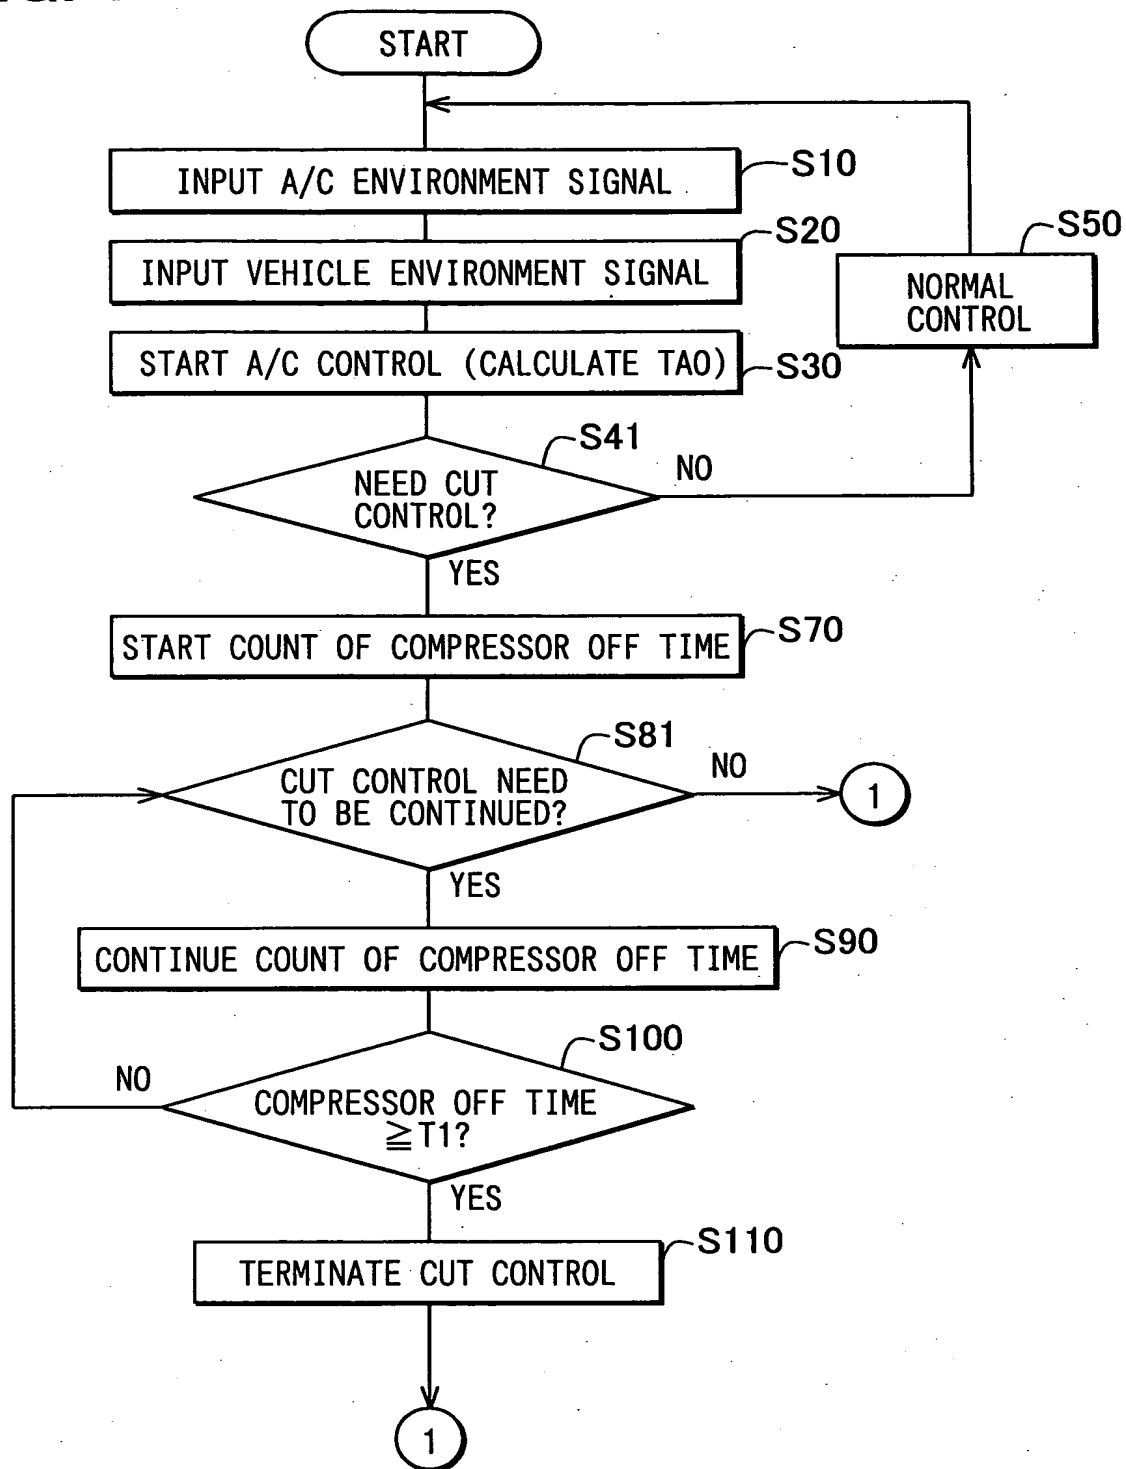 START
INPUT A/C ENVIRONMENT SIGNAL
S10
INPUT VEHICLE ENVIRONMENT SIGNAL
S20
NORMAL
CONTROL
S50
START A/C CONTROL (CALCULATE TAO)
S30
NEED CUT
CONTROL?
S41
NO
YES
START COUNT OF COMPRESSOR OFF TIME
S70
CUT CONTROL NEED
TO BE CONTINUED?
S81
NO
1
YES
CONTINUE COUNT OF COMPRESSOR OFF TIME
S90
COMPRESSOR OFF TIME
≧T1?
S100
NO
YES
TERMINATE CUT CONTROL
S110
1